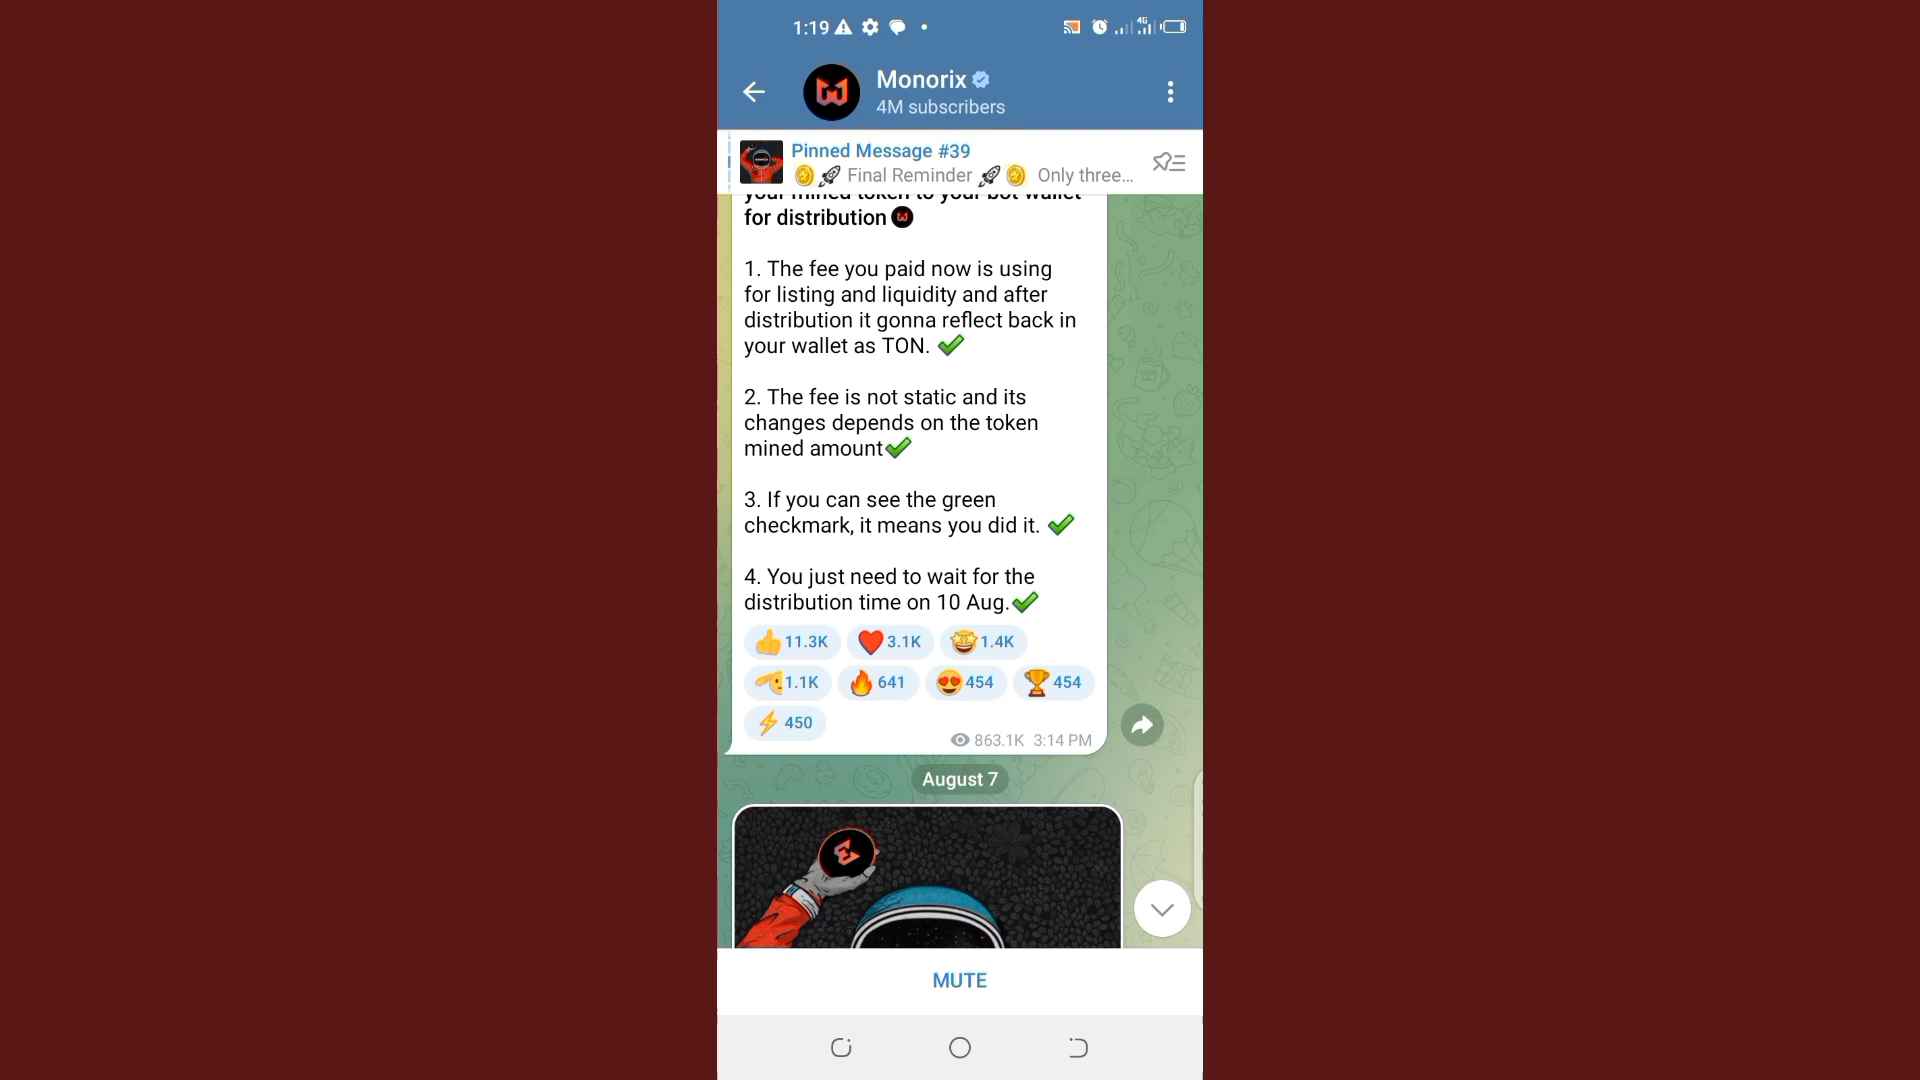 1:19
4G
Monorix
4M subscribers
Pinned Message #39
🪙🚀 Final Reminder 🚀🪙 Only three...
your mined token to your bot wallet
for distribution
1. The fee you paid now is using
for listing and liquidity and after
distribution it gonna reflect back in
your wallet as TON. ✔
2. The fee is not static and its
changes depends on the token
mined amount✔
3. If you can see the green
checkmark, it means you did it. ✔
4. You just need to wait for the
distribution time on 10 Aug.✔
👍 11.3K ❤ 3.1K 🤩 1.4K
🫡 1.1K 🔥 641 😍 454 🏆 454
⚡ 450
863.1K 3:14 PM
August 7
MUTE